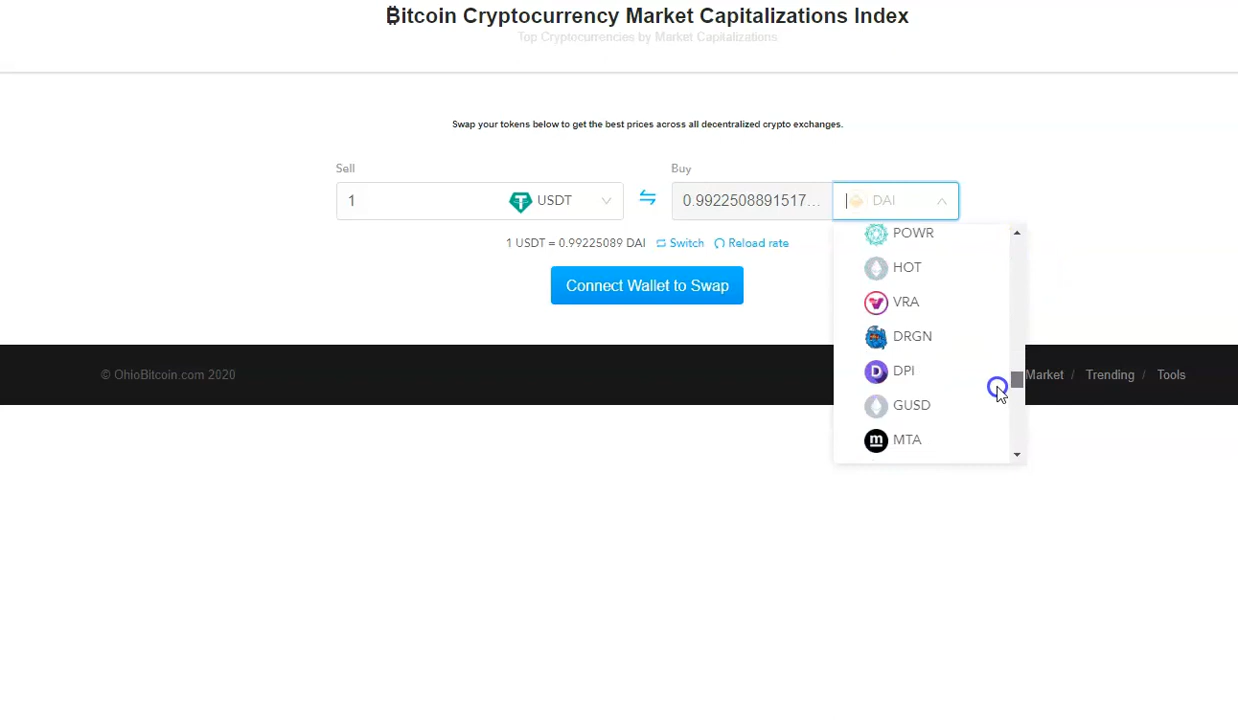 ₿itcoin Cryptocurrency Market Capitalizations Index
Top Cryptocurrencies by Market Capitalizations
Swap your tokens below to get the best prices across all decentralized crypto exchanges.
Sell
Buy
1 USDT
0.9922508891517... DAI
1 USDT = 0.99225089 DAI Switch Reload rate
Connect Wallet to Swap
POWR
HOT
VRA
DRGN
DPI
GUSD
MTA
© OhioBitcoin.com 2020
Market / Trending / Tools